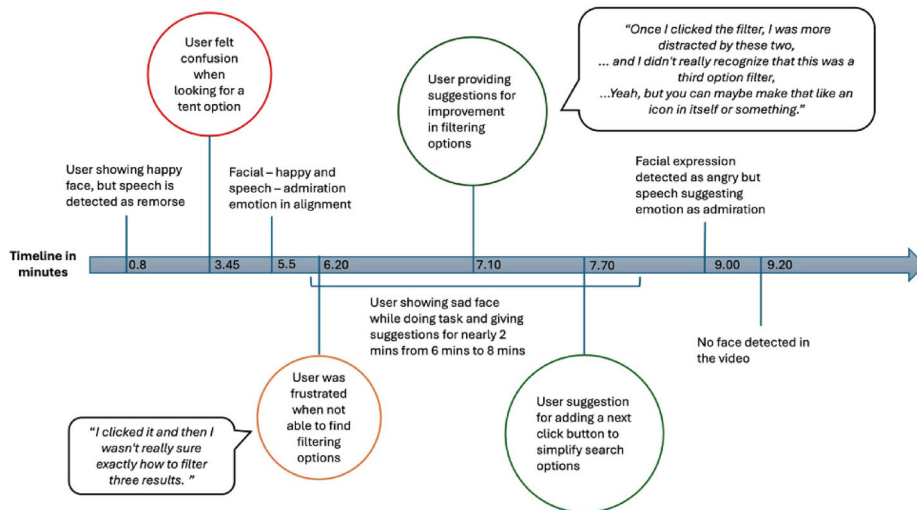 User felt
confusion
when
looking for a
tent option
User providing
suggestions for
improvement
in filtering
options
“Once I clicked the filter, I was more
distracted by these two,
... and I didn't really recognize that this was a
third option filter,
...Yeah, but you can maybe make that like an
icon in itself or something.”
User showing happy
face, but speech is
detected as remorse
Facial – happy and
speech – admiration
emotion in alignment
Facial expression
detected as angry but
speech suggesting
emotion as admiration
Timeline in
minutes
0.8
3.45
5.5
6.20
7.10
7.70
9.00
9.20
User showing sad face
while doing task and giving
suggestions for nearly 2
mins from 6 mins to 8 mins
No face detected in
the video
User was
frustrated
when not
able to find
filtering
options
“I clicked it and then I
wasn't really sure
exactly how to filter
three results. ”
User suggestion
for adding a next
click button to
simplify search
options